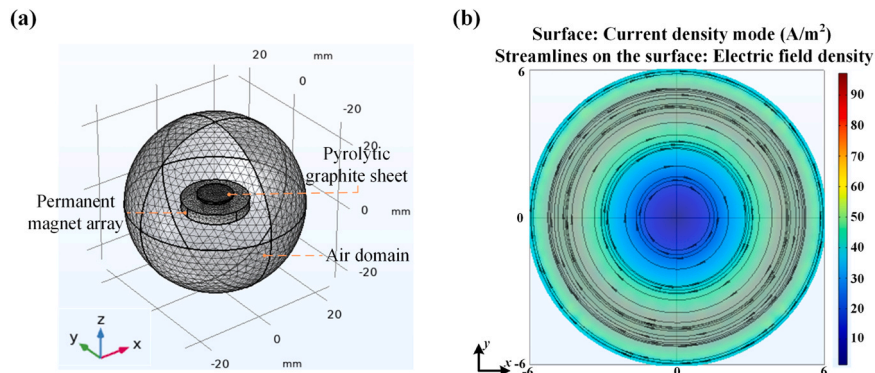 (a)
20
mm
0
-20
20
0
mm
-20
Pyrolytic
graphite sheet
Permanent
magnet array
Air domain
z
y
x
20
0
mm
-20
(b)
Surface: Current density mode (A/m²)
Streamlines on the surface: Electric field density
6
0
-6
-6
0
6
y
x
90
80
70
60
50
40
30
20
10